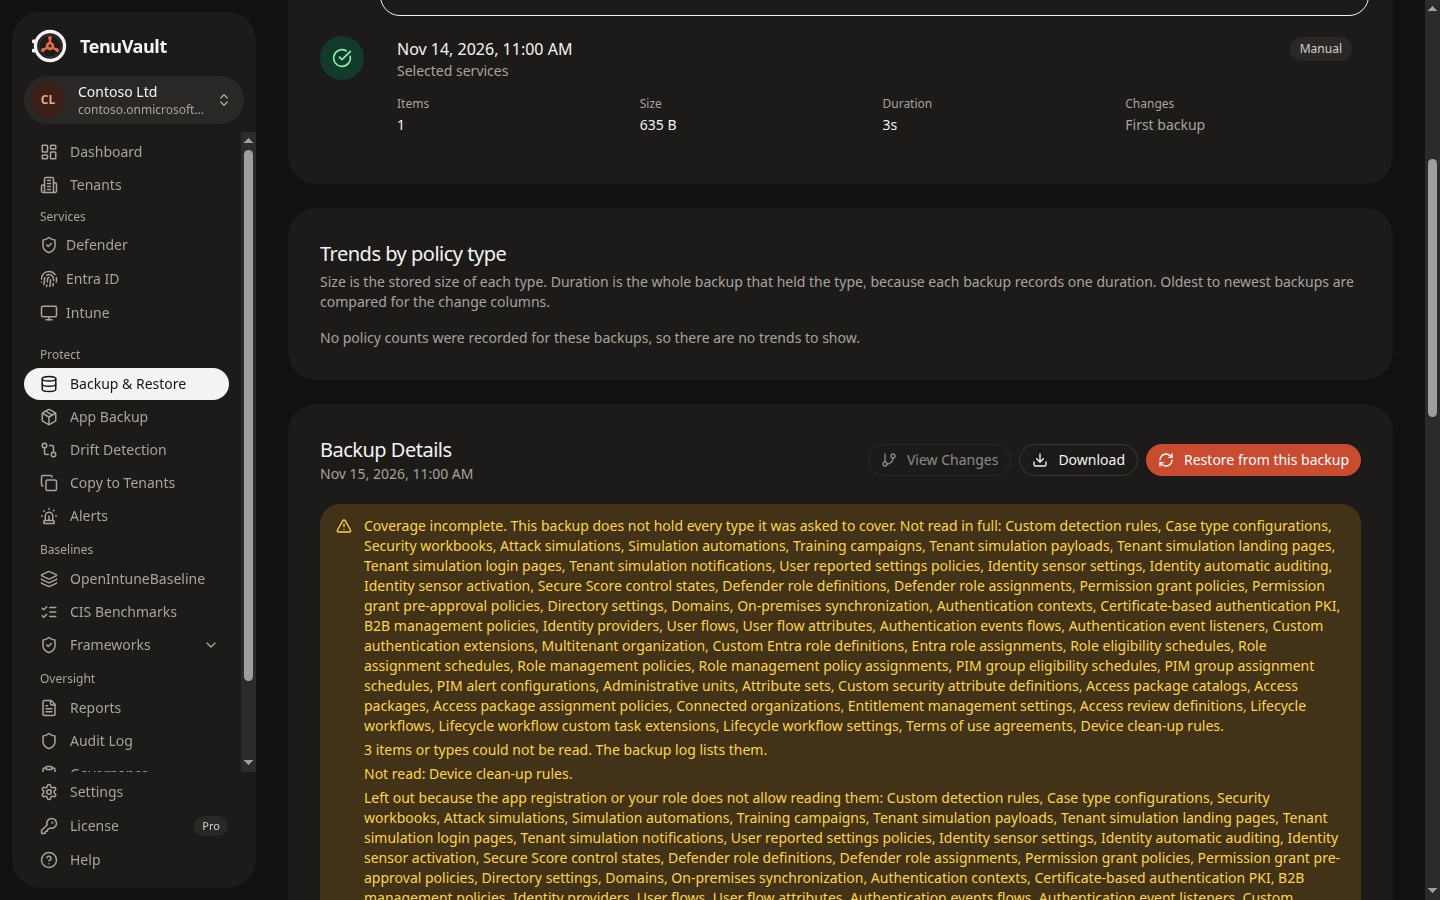 TenuVault
CL
Contoso Ltd
contoso.onmicrosoft...
Dashboard
Tenants
Services
Defender
Entra ID
Intune
Protect
Backup & Restore
App Backup
Drift Detection
Copy to Tenants
Alerts
Baselines
OpenIntuneBaseline
CIS Benchmarks
Frameworks
Oversight
Reports
Audit Log
Settings
License
Pro
Help
Nov 14, 2026, 11:00 AM
Manual
Selected services
Items
Size
Duration
Changes
1
635 B
3s
First backup
Trends by policy type
Size is the stored size of each type. Duration is the whole backup that held the type, because each backup records one duration. Oldest to newest backups are
compared for the change columns.
No policy counts were recorded for these backups, so there are no trends to show.
Backup Details
Nov 15, 2026, 11:00 AM
View Changes
Download
Restore from this backup
Coverage incomplete. This backup does not hold every type it was asked to cover. Not read in full: Custom detection rules, Case type configurations,
Security workbooks, Attack simulations, Simulation automations, Training campaigns, Tenant simulation payloads, Tenant simulation landing pages,
Tenant simulation login pages, Tenant simulation notifications, User reported settings policies, Identity sensor settings, Identity automatic auditing,
Identity sensor activation, Secure Score control states, Defender role definitions, Defender role assignments, Permission grant policies, Permission
grant pre-approval policies, Directory settings, Domains, On-premises synchronization, Authentication contexts, Certificate-based authentication PKI,
B2B management policies, Identity providers, User flows, User flow attributes, Authentication events flows, Authentication event listeners, Custom
authentication extensions, Multitenant organization, Custom Entra role definitions, Entra role assignments, Role eligibility schedules, Role
assignment schedules, Role management policies, Role management policy assignments, PIM group eligibility schedules, PIM group assignment
schedules, PIM alert configurations, Administrative units, Attribute sets, Custom security attribute definitions, Access package catalogs, Access
packages, Access package assignment policies, Connected organizations, Entitlement management settings, Access review definitions, Lifecycle
workflows, Lifecycle workflow custom task extensions, Lifecycle workflow settings, Terms of use agreements, Device clean-up rules.
3 items or types could not be read. The backup log lists them.
Not read: Device clean-up rules.
Left out because the app registration or your role does not allow reading them: Custom detection rules, Case type configurations, Security
workbooks, Attack simulations, Simulation automations, Training campaigns, Tenant simulation payloads, Tenant simulation landing pages, Tenant
simulation login pages, Tenant simulation notifications, User reported settings policies, Identity sensor settings, Identity automatic auditing, Identity
sensor activation, Secure Score control states, Defender role definitions, Defender role assignments, Permission grant policies, Permission grant pre-
approval policies, Directory settings, Domains, On-premises synchronization, Authentication contexts, Certificate-based authentication PKI, B2B
management policies, Identity providers, User flows, User flow attributes, Authentication events flows, Authentication event listeners, Custom